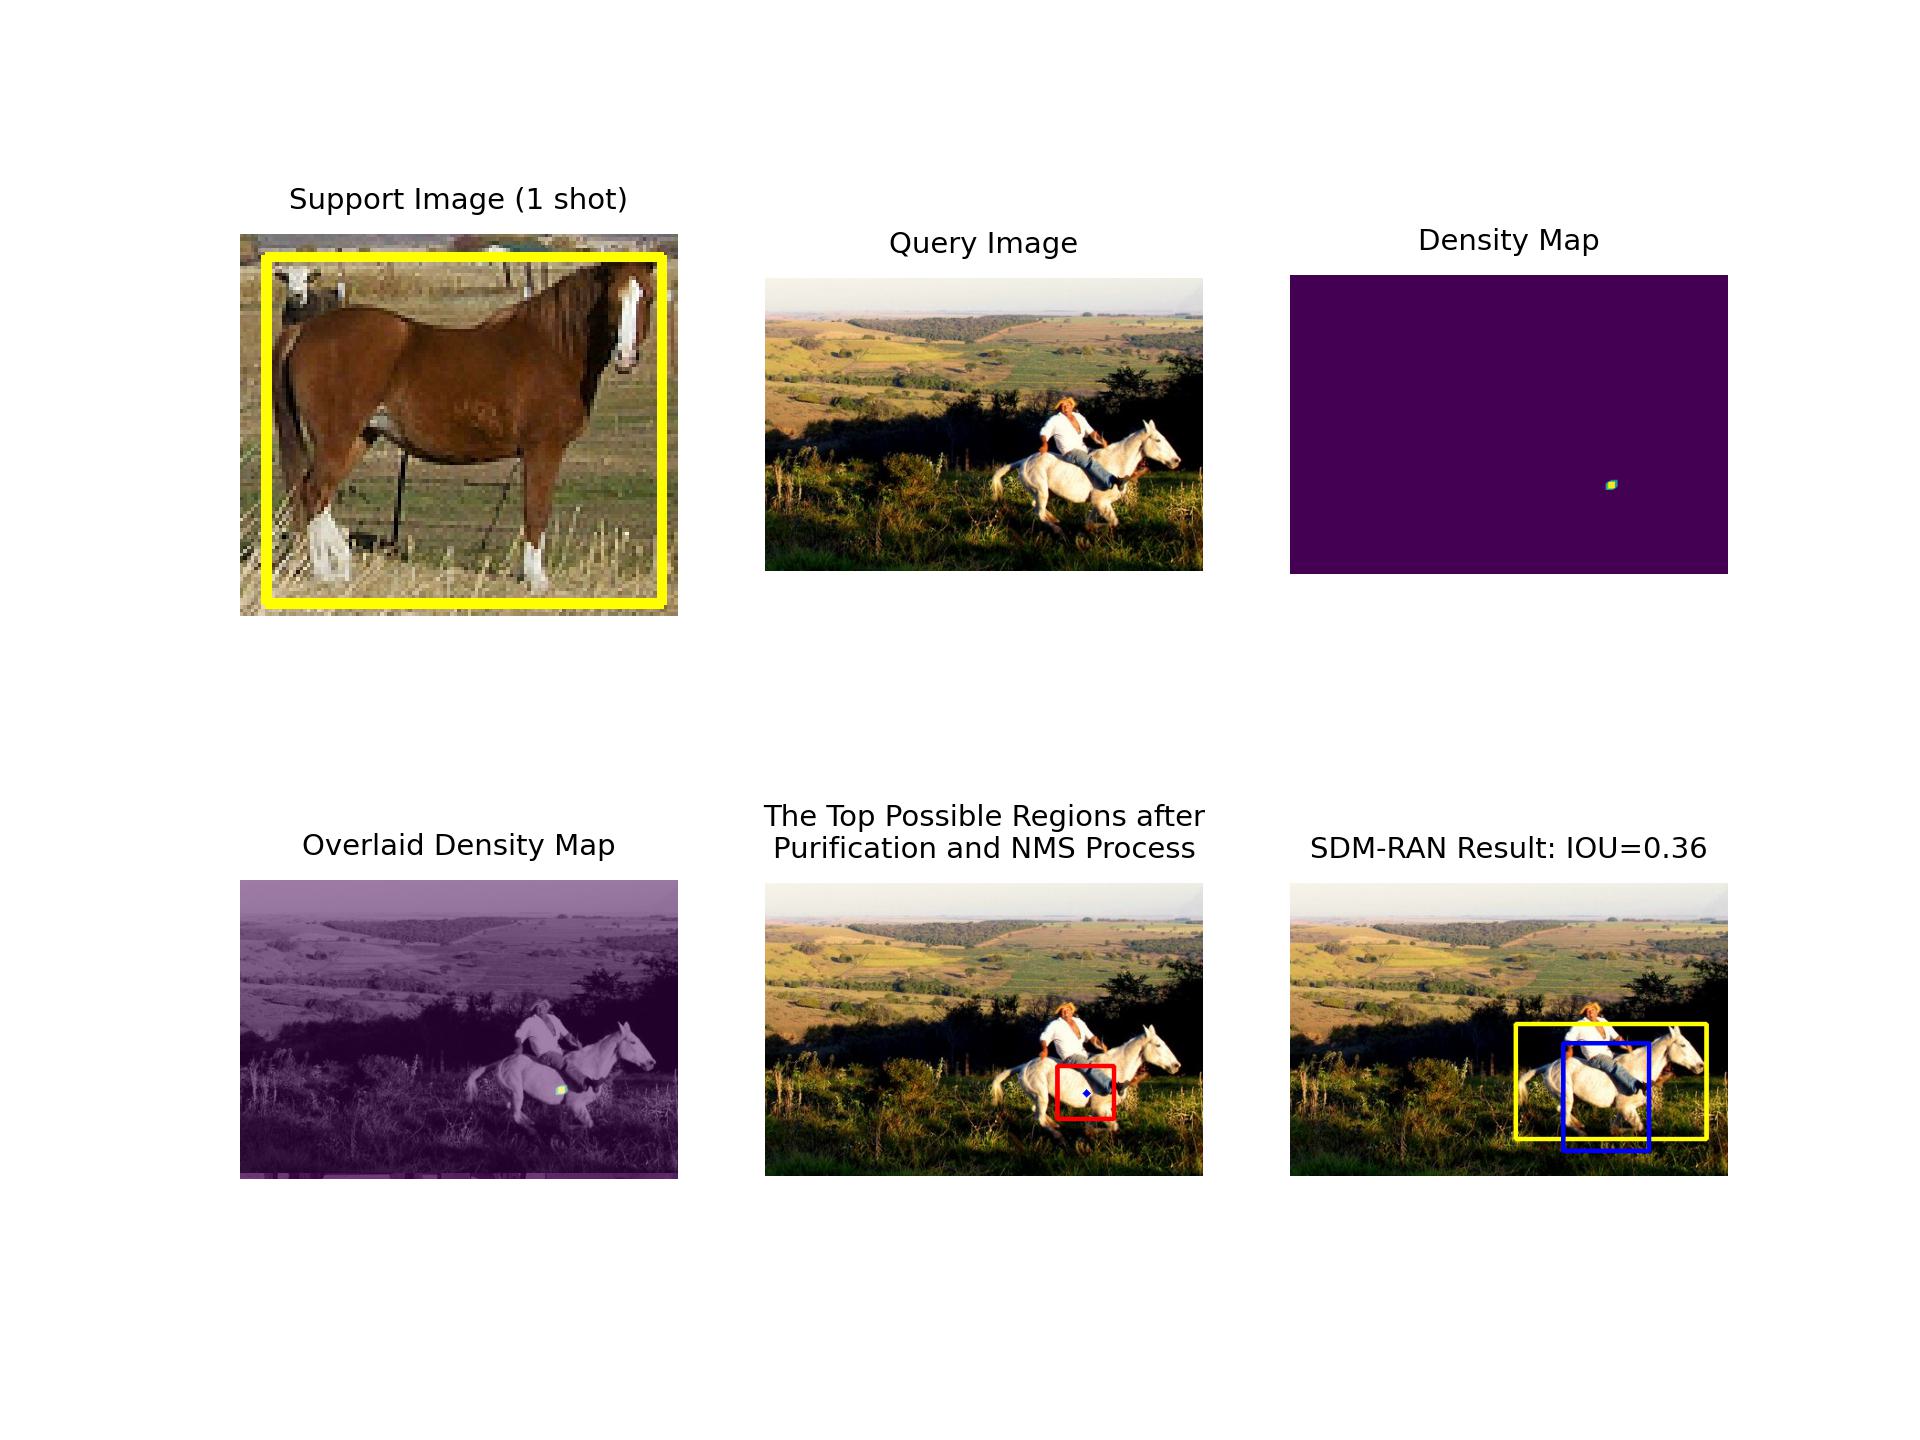 Support Image (1 shot)
Query Image
Density Map
Overlaid Density Map
The Top Possible Regions after
Purification and NMS Process
SDM-RAN Result: IOU=0.36